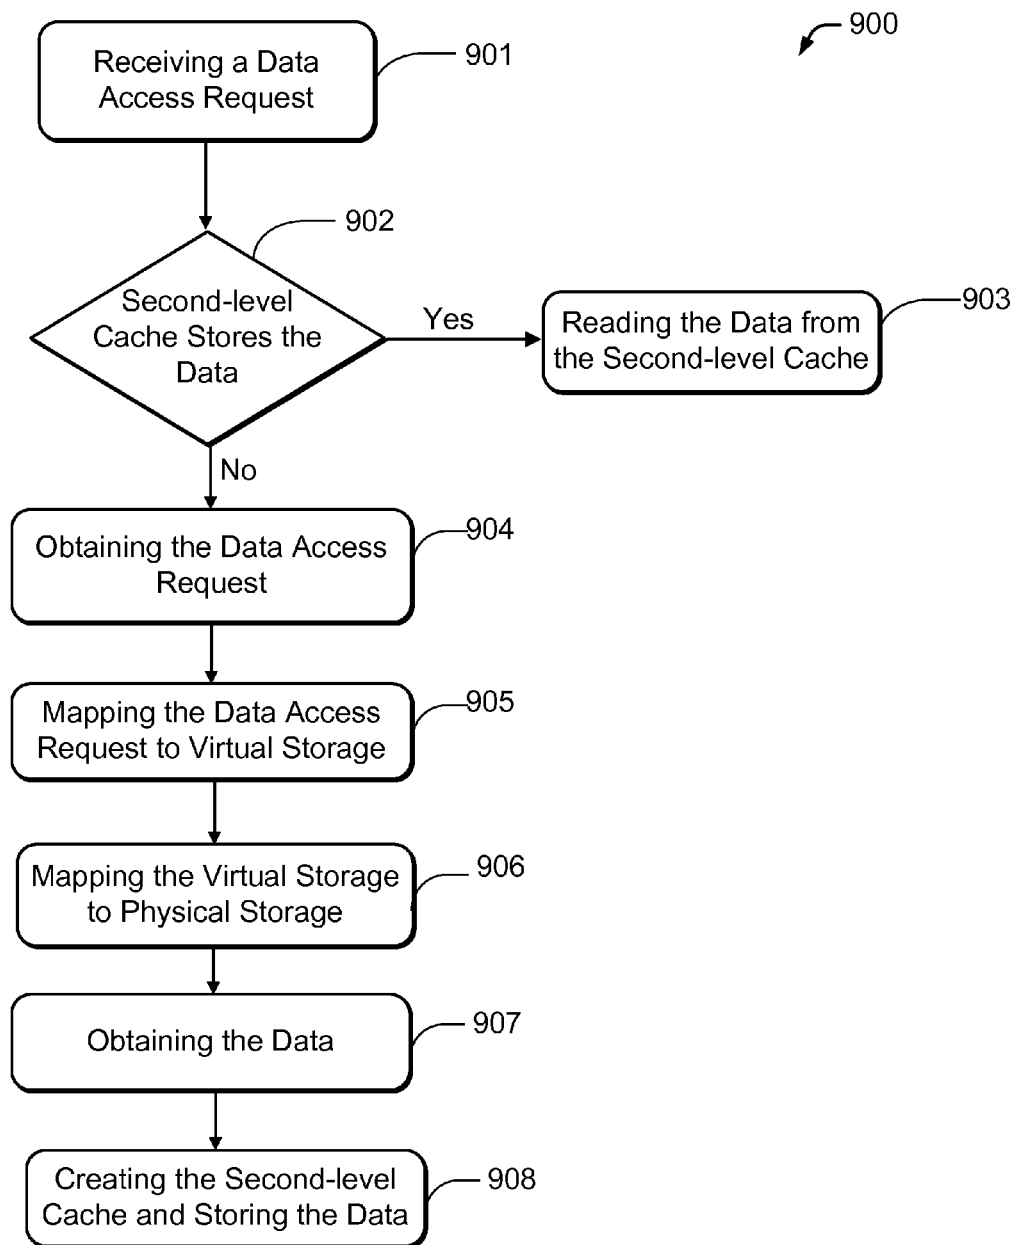 900
Receiving a Data
Access Request
901
902
Second-level
Cache Stores the
Data
Yes
Reading the Data from
the Second-level Cache
903
No
Obtaining the Data Access
Request
904
Mapping the Data Access
Request to Virtual Storage
905
Mapping the Virtual Storage
to Physical Storage
906
Obtaining the Data
907
Creating the Second-level
Cache and Storing the Data
908